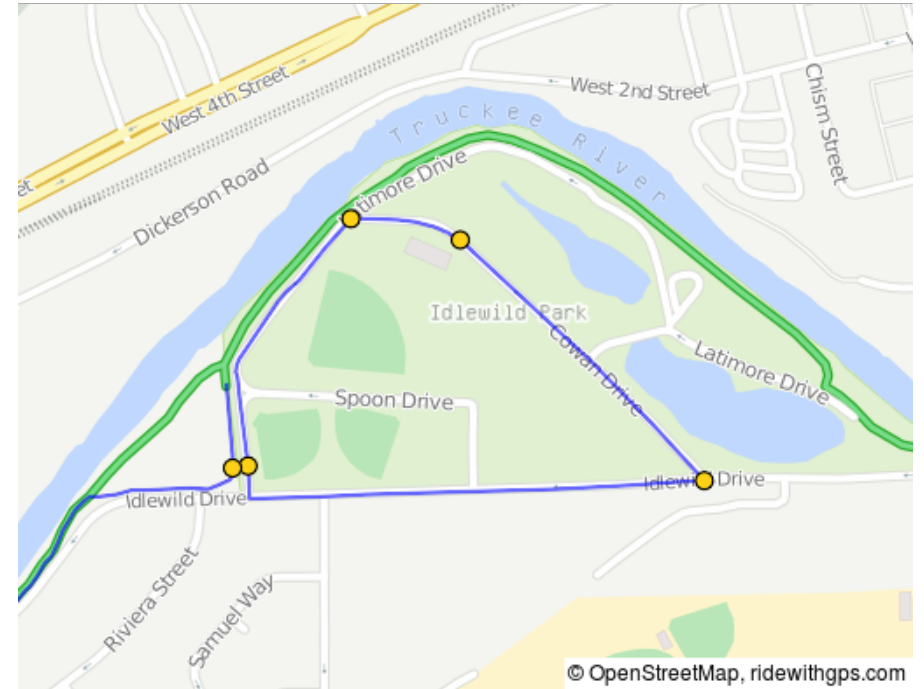 West 4th Street
West 2nd Street
Chism Street
Truckee River
Latimore Drive
Dickerson Road
Idlewild Park
Cowan Drive
Latimore Drive
Spoon Drive
Idlewild Drive
Idlewild Drive
Riviera Street
Samuel Way
© OpenStreetMap, ridewithgps.com